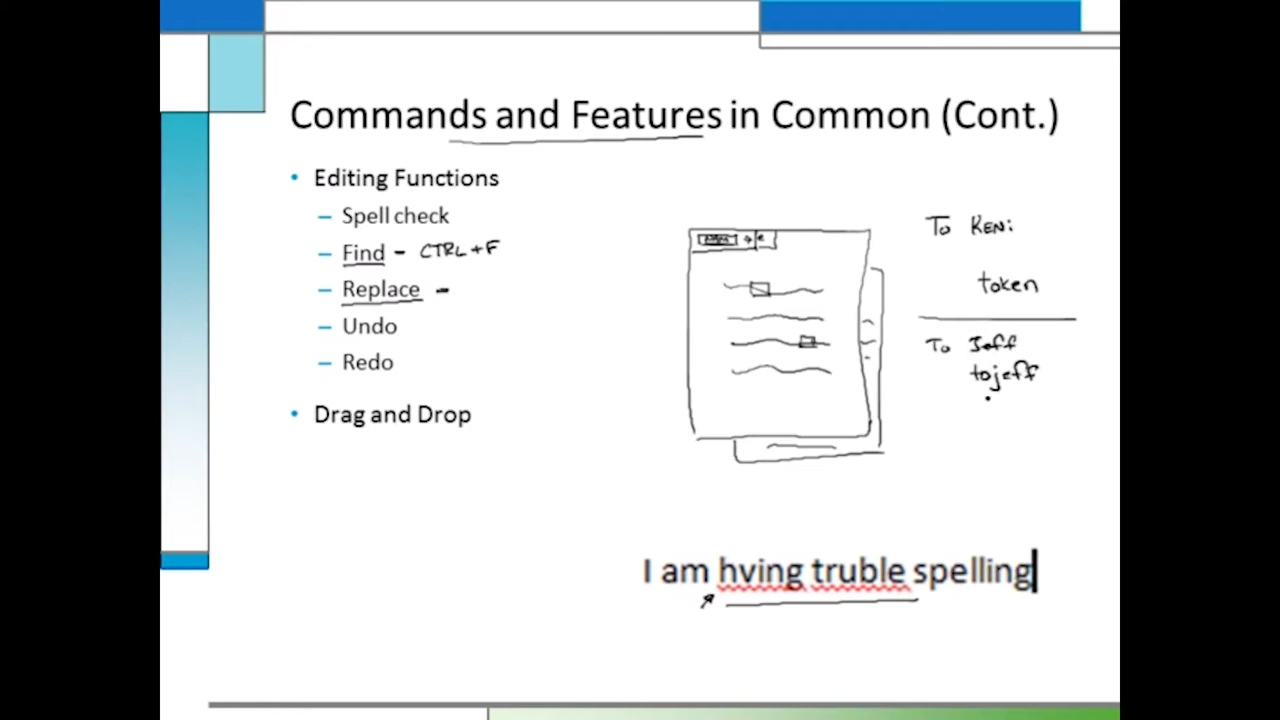 Commands and Features in Common (Cont.)
• Editing Functions
– Spell check
– Find - CTRL+F
– Replace -
– Undo
– Redo
• Drag and Drop
To KEN:
token
To Jeff
tojeff
I am hving truble spelling